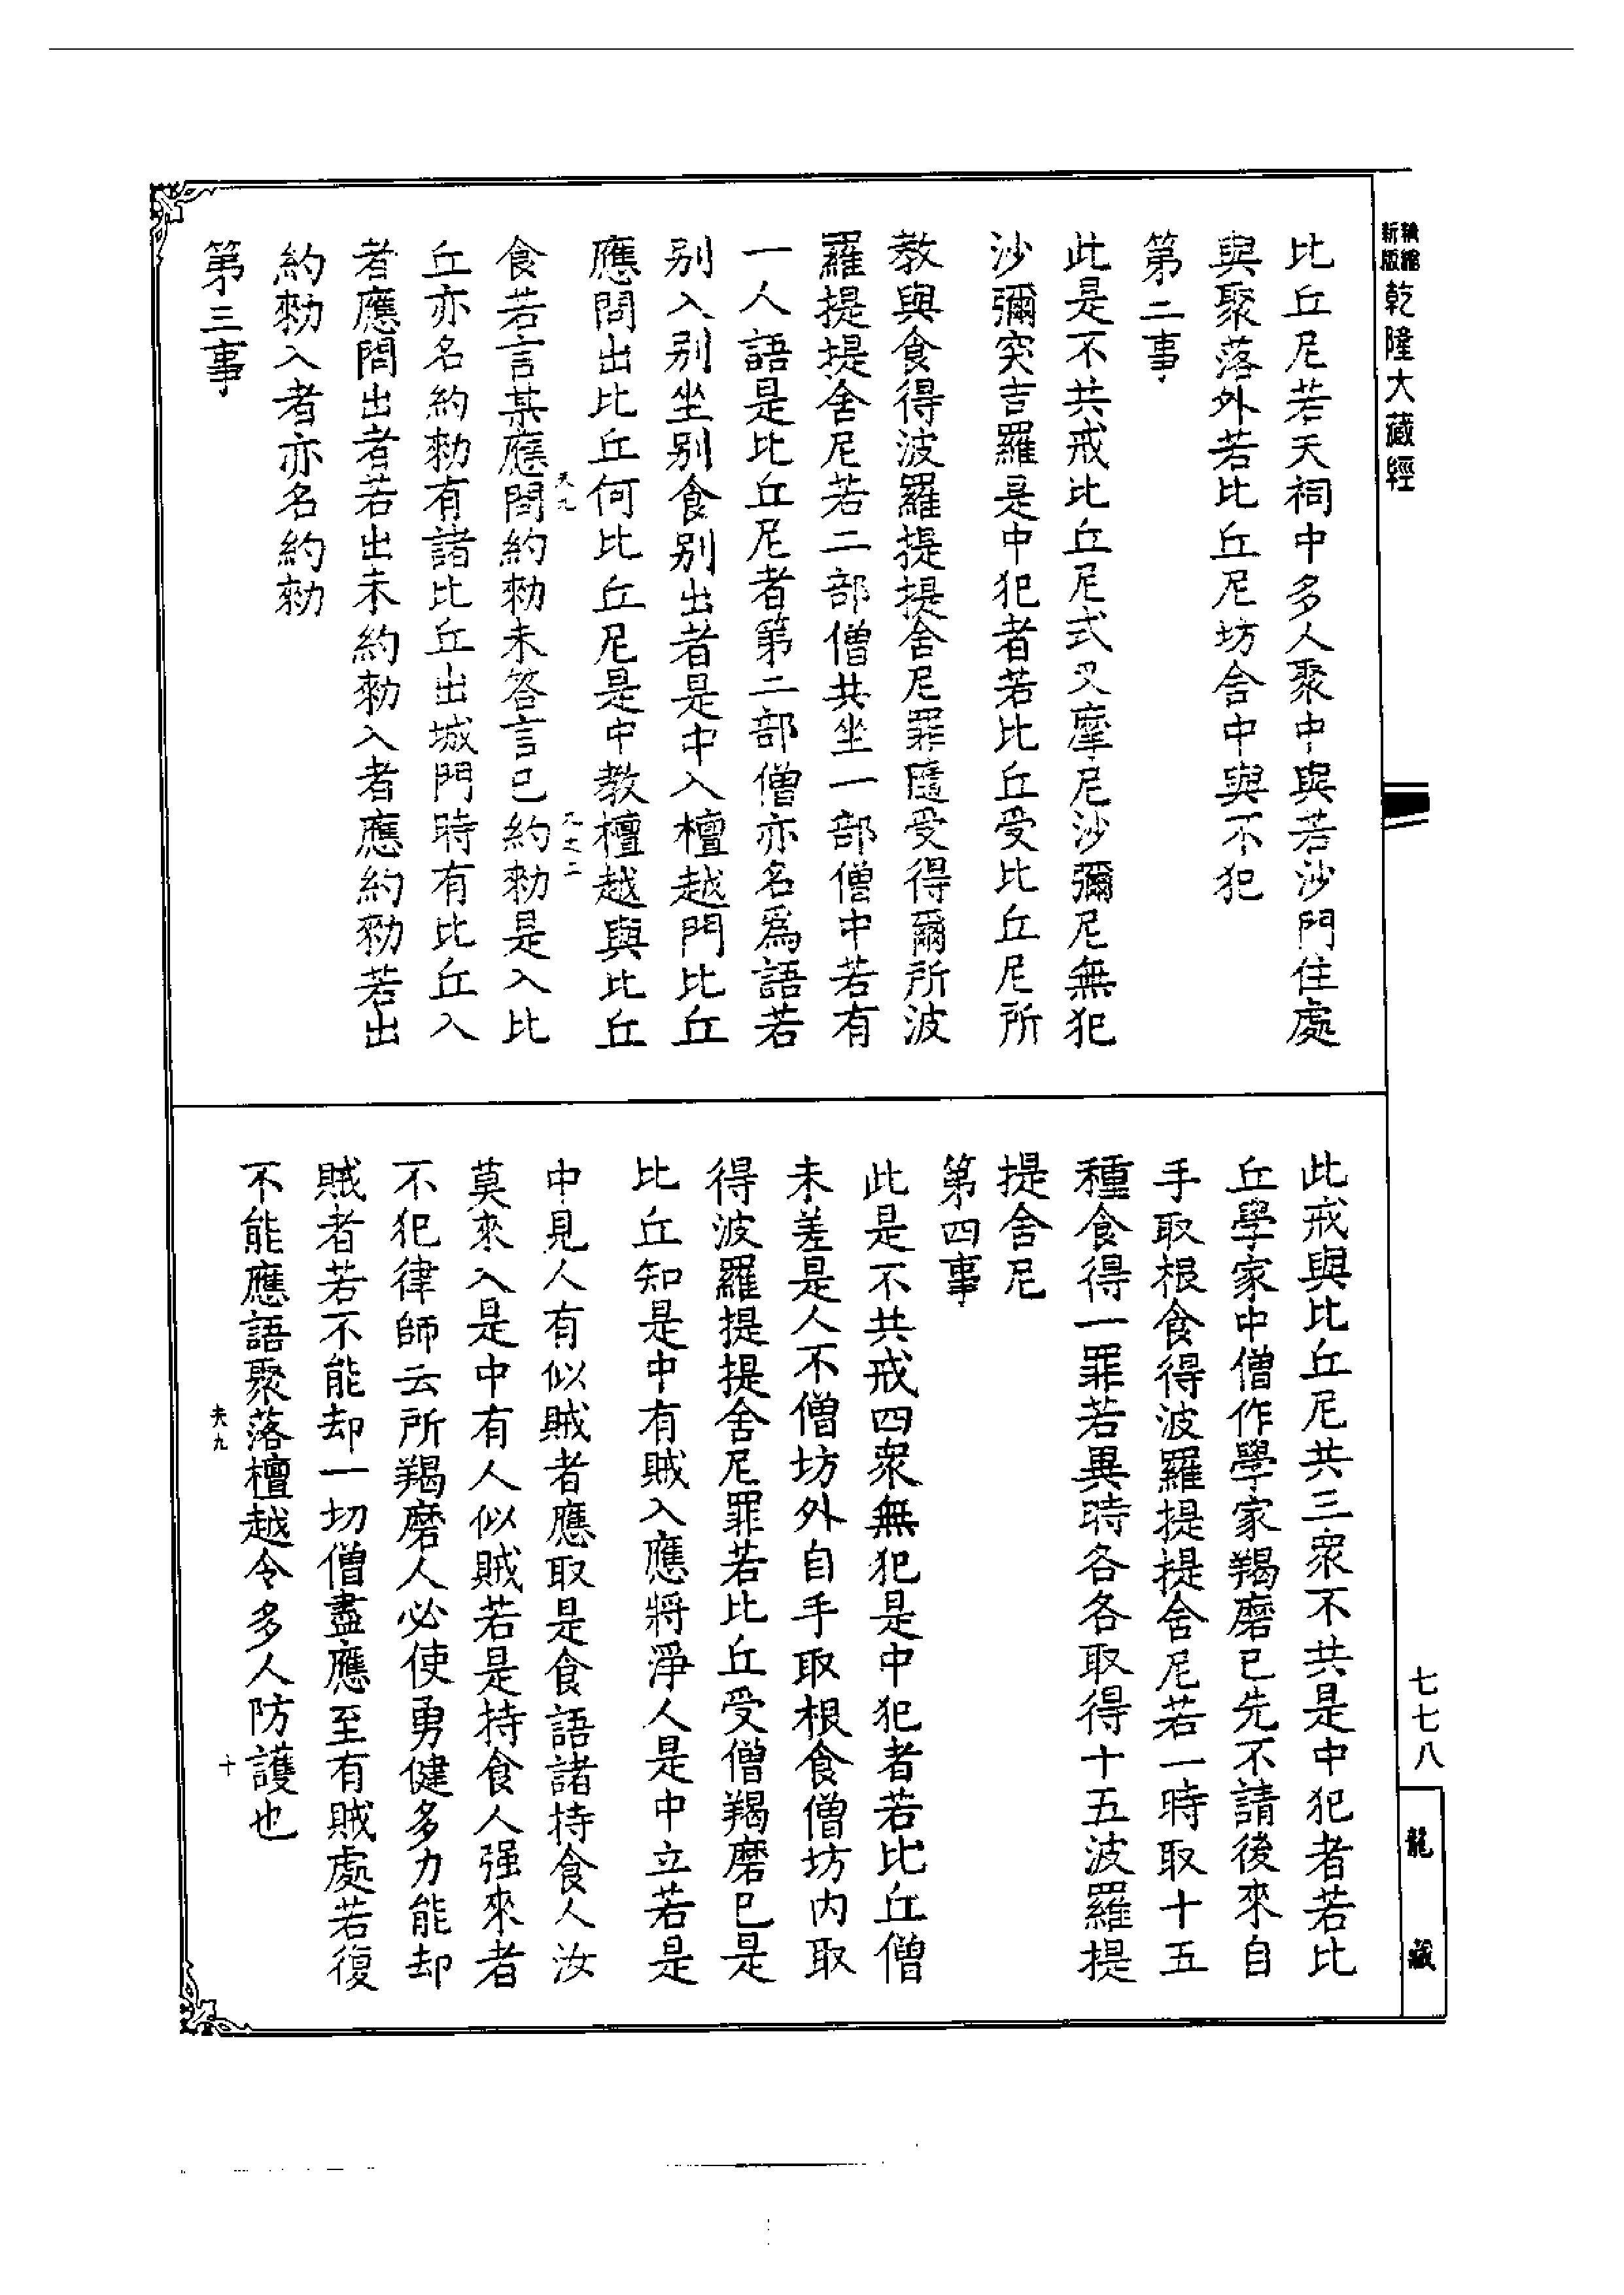 新版精縮
乾隆大藏經
比丘尼若天祠中多人聚中與若沙門住處
與聚落外若比丘尼坊舍中與不犯
第二事
此是不共戒比丘尼式叉摩尼沙彌尼無犯
沙彌突吉羅是中犯者若比丘受比丘尼所
教與食得波羅提提舍尼罪隨受得爾所波
羅提提舍尼若二部僧共坐一部僧中若有
一人語是比丘尼者第二部僧亦名為語若
別入別坐別食別出者是中入檀越門比丘
應問出比丘何比丘尼是中教檀越與比丘
食若言某應問約勑未答言已約勑是入比
丘亦名約勑有諸比丘出城門時有比丘入
者應問出者若出未約勑入者應約勑若出
約勑入者亦名約勑
第三事
此戒與比丘尼共三眾不共是中犯者若比
丘學家中僧作學家羯磨已先不請後來自
手取根食得波羅提提舍尼若一時取十五
種食得一罪若異時各各取得十五波羅提
提舍尼
第四事
此是不共戒四眾無犯是中犯者若比丘僧
未差是人不僧坊外自手取根食僧坊內取
得波羅提提舍尼罪若比丘受僧羯磨已是
比丘知是中有賊入應將淨人是中立若是
中見人有似賊者應取是食語諸持食人汝
莫來入是中有人似賊若是持食人强來者
不犯律師云所羯磨人必使勇健多力能却
賊者若不能却一切僧盡應至有賊處若復
不能應語聚落檀越令多人防護也
七七八
龍藏